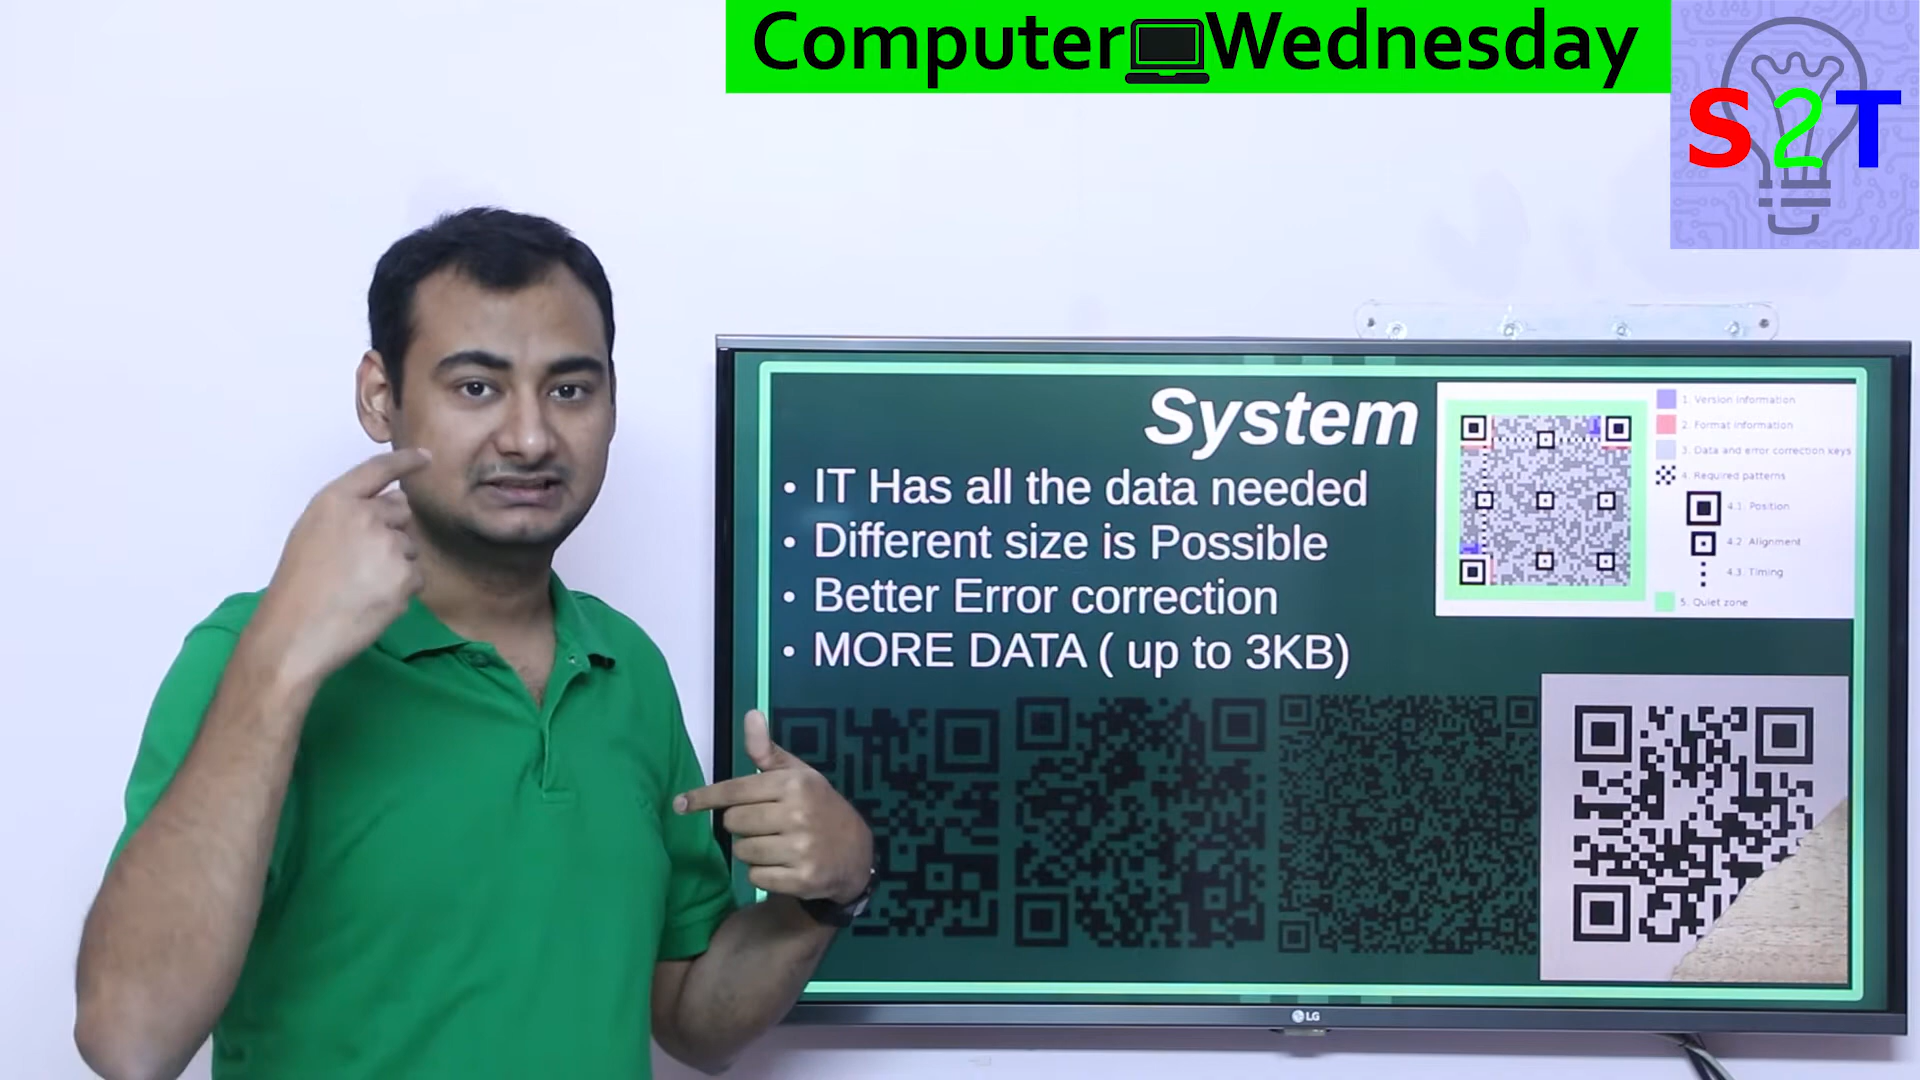 Computer Wednesday
S2T
System
• IT Has all the data needed
• Different size is Possible
• Better Error correction
• MORE DATA ( up to 3KB)
1. Version information
2. Format information
3. Data and error correction keys
4. Required patterns
4.1. Position
4.2. Alignment
4.3. Timing
5. Quiet zone
LG